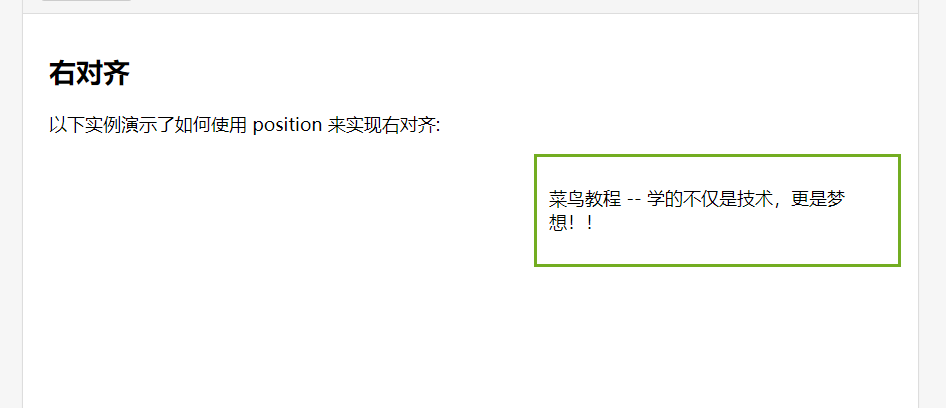 右对齐
以下实例演示了如何使用 position 来实现右对齐:
菜鸟教程 -- 学的不仅是技术，更是梦
想！！